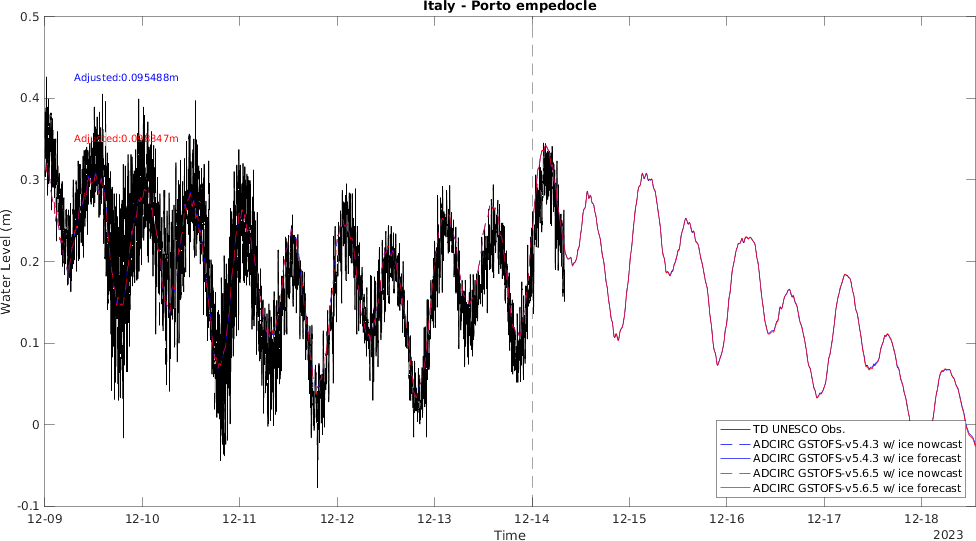 Italy - Porto empedocle
Adjusted:0.095488m
Water Level (m)
0.5
0.4
0.3
0.2
0.1
0
-0.1
12-09
12-10
12-11
12-12
12-13
12-14
12-15
12-16
12-17
12-18
Time
2023
TD UNESCO Obs.
ADCIRC GSTOFS-v5.4.3 w/ ice nowcast
ADCIRC GSTOFS-v5.4.3 w/ ice forecast
ADCIRC GSTOFS-v5.6.5 w/ ice nowcast
ADCIRC GSTOFS-v5.6.5 w/ ice forecast